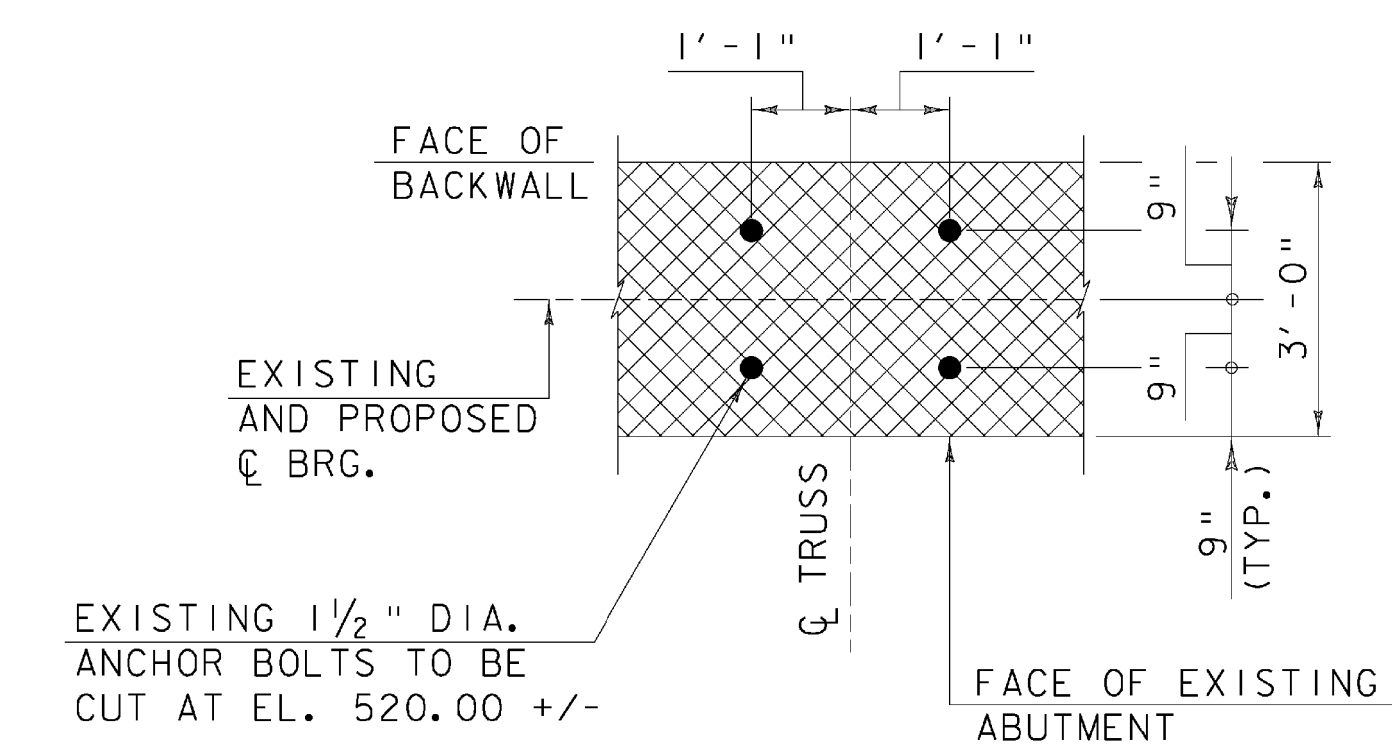 1'-1" 1'-1"
FACE OF
BACKWALL
9"
3'-0"
EXISTING
AND PROPOSED
℄ BRG.
9"
℄ TRUSS
9"
(TYP.)
EXISTING 1½" DIA.
ANCHOR BOLTS TO BE
CUT AT EL. 520.00 +/-
FACE OF EXISTING
ABUTMENT